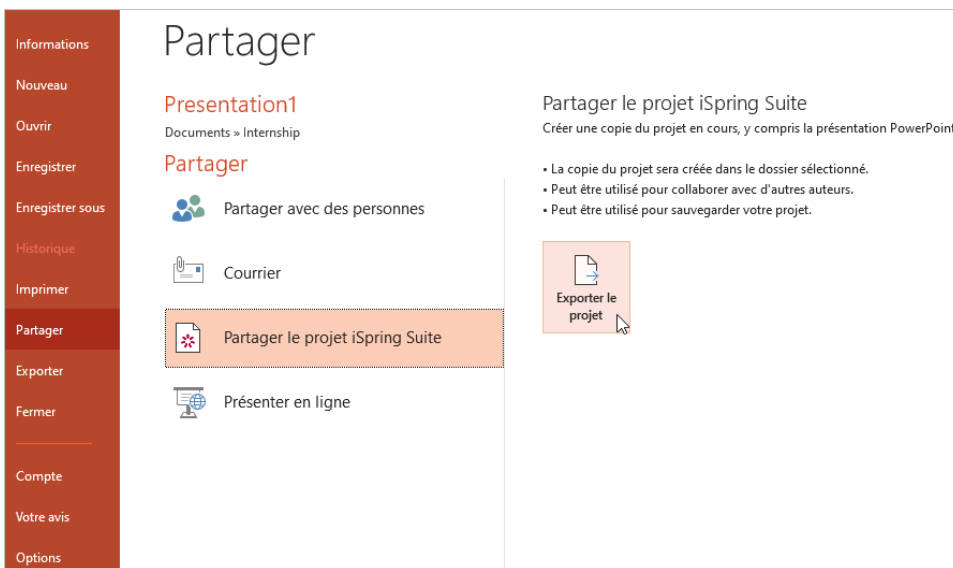 Informations
Nouveau
Ouvrir
Enregistrer
Enregistrer sous
Historique
Imprimer
Partager
Exporter
Fermer
Compte
Votre avis
Options
Partager
Presentation1
Documents » Internship
Partager
Partager avec des personnes
Courrier
Partager le projet iSpring Suite
Présenter en ligne
Partager le projet iSpring Suite
Créer une copie du projet en cours, y compris la présentation PowerPoint
▪ La copie du projet sera créée dans le dossier sélectionné.
▪ Peut être utilisé pour collaborer avec d'autres auteurs.
▪ Peut être utilisé pour sauvegarder votre projet.
Exporter le
projet